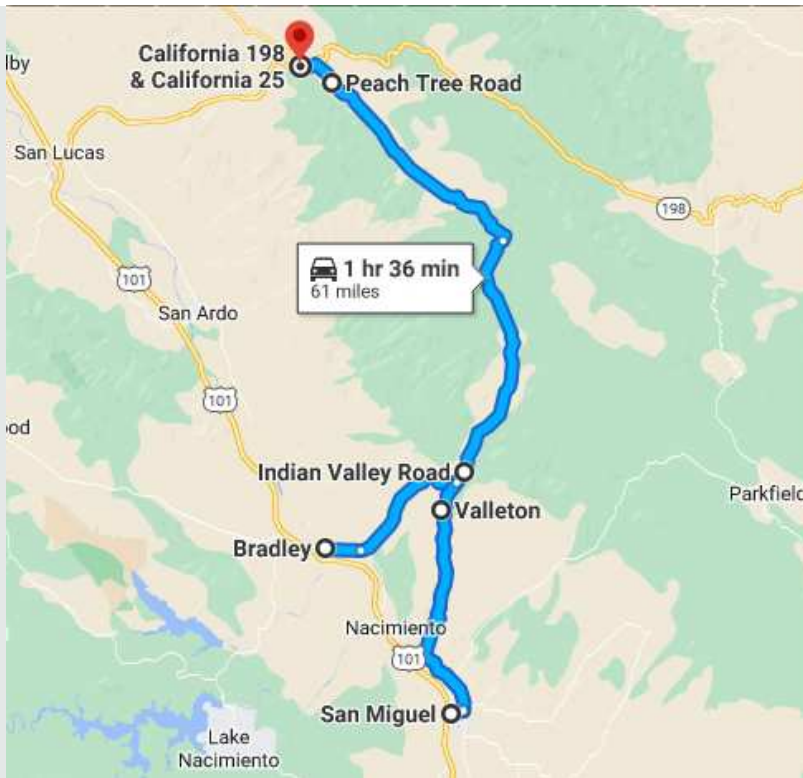 California 198
& California 25
Peach Tree Road
lby
San Lucas
198
1 hr 36 min
61 miles
101
San Ardo
101
ood
Indian Valley Road
Valleton
Parkfield
Bradley
Nacimiento
101
San Miguel
Lake
Nacimiento